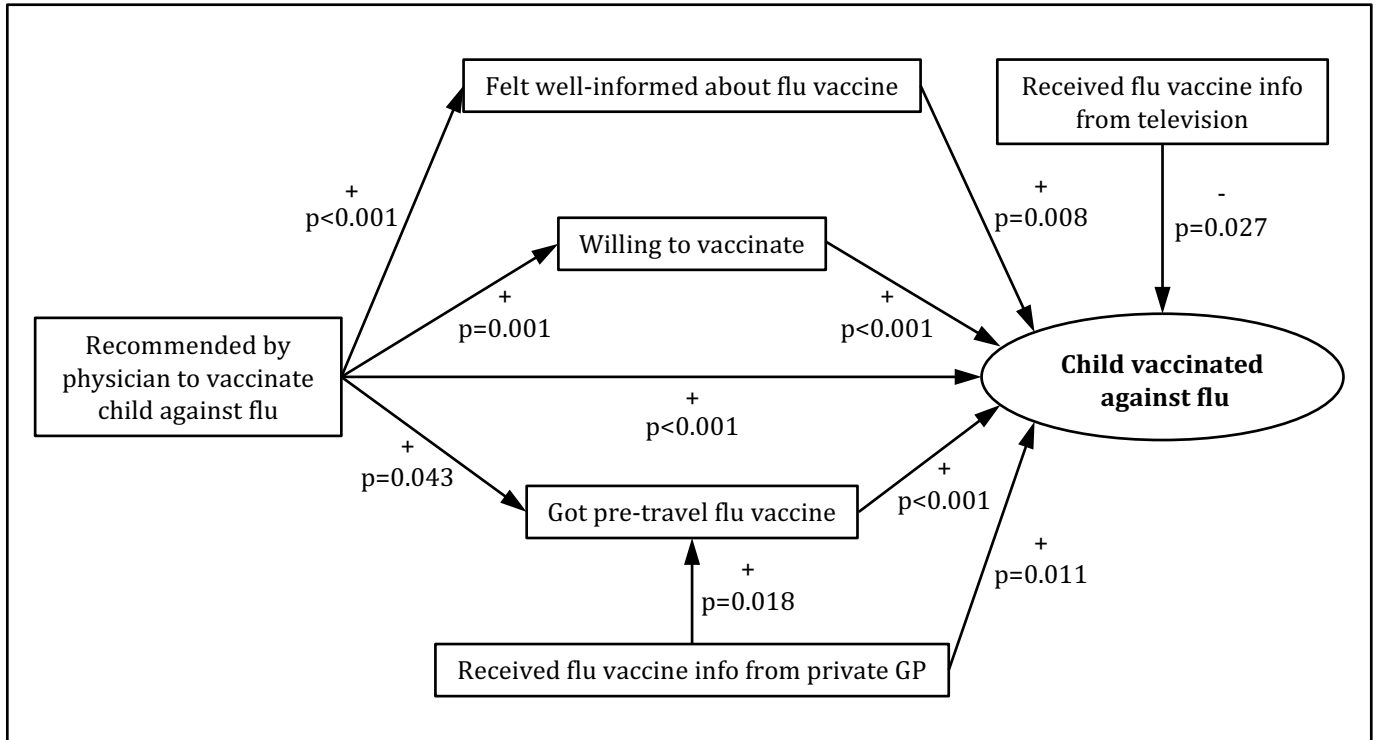 Felt well-informed about flu vaccine
Received flu vaccine info
from television
+
p<0.001
+
p=0.008
-
p=0.027
Willing to vaccinate
+
p=0.001
+
p<0.001
Recommended by
physician to vaccinate
child against flu
Child vaccinated
against flu
+
p<0.001
+
p=0.043
Got pre-travel flu vaccine
+
p<0.001
+
p=0.018
+
p=0.011
Received flu vaccine info from private GP